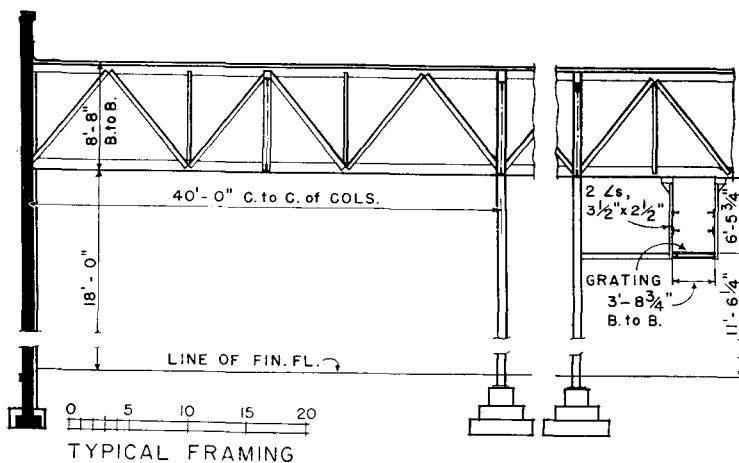 8'-8"
B. to B.
40'-0" C. to C. of COLS.
18'-0"
2 ∠s,
3½" x 2½"
6'-5¾"
GRATING
3'-8¾"
B. to B.
11'-6¼"
LINE OF FIN. FL.
0 10 15 20
TYPICAL FRAMING